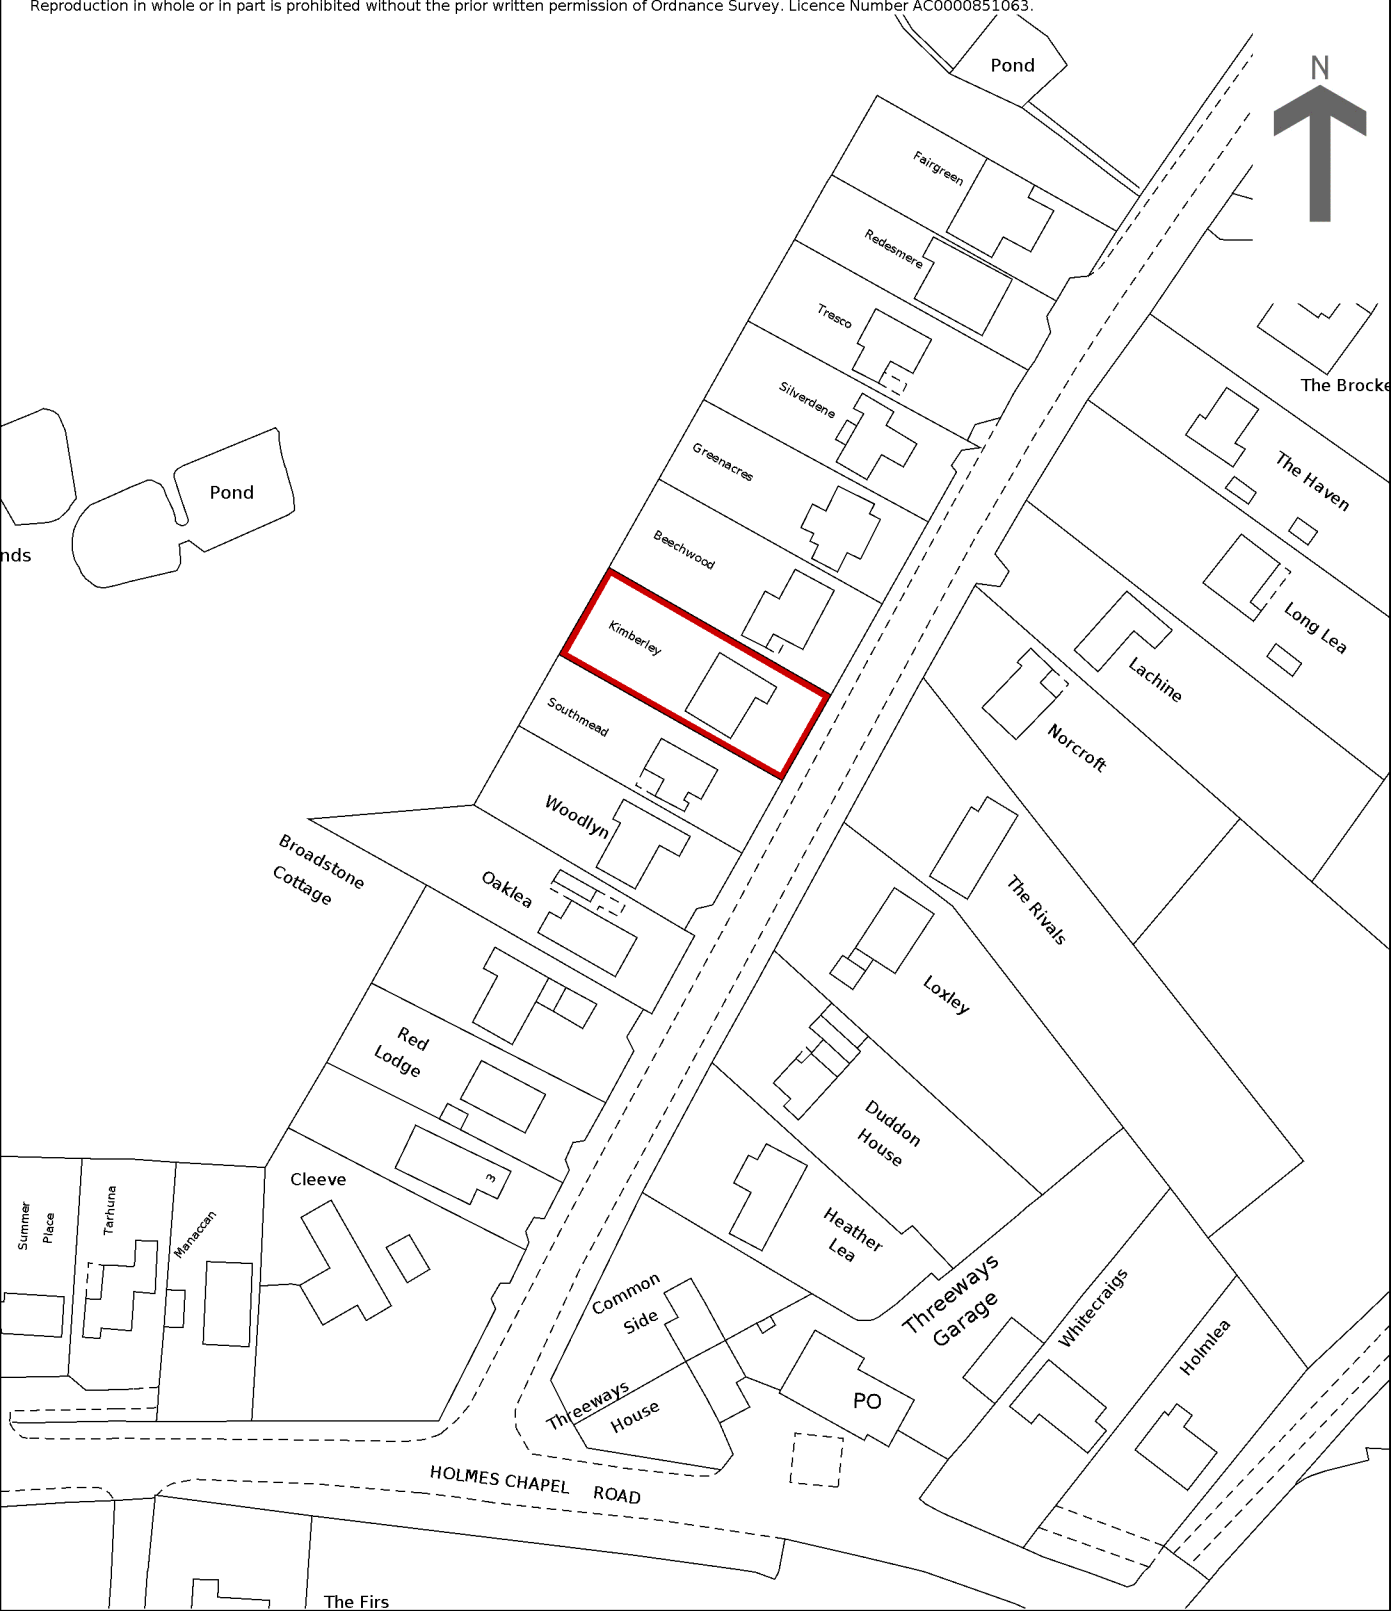 Reproduction in whole or in part is prohibited without the prior written permission of Ordnance Survey. Licence Number AC0000851063.
Pond
N
Fairgreen
Redesmere
Tresco
The Brocke
Silverdene
Greenacres
The Haven
Pond
nds
Beechwood
Long Lea
Kimberley
Lachine
Southmead
Norcroft
Woodlyn
Broadstone
Cottage
Oaklea
The Rivals
Loxley
Red
Lodge
Duddon
House
Cleeve
3
Summer
Place
Tarhuna
Manaccan
Heather
Lea
Common
Side
Threeways
Garage
Whitecraigs
Holmlea
Threeways
House
PO
HOLMES CHAPEL ROAD
The Firs